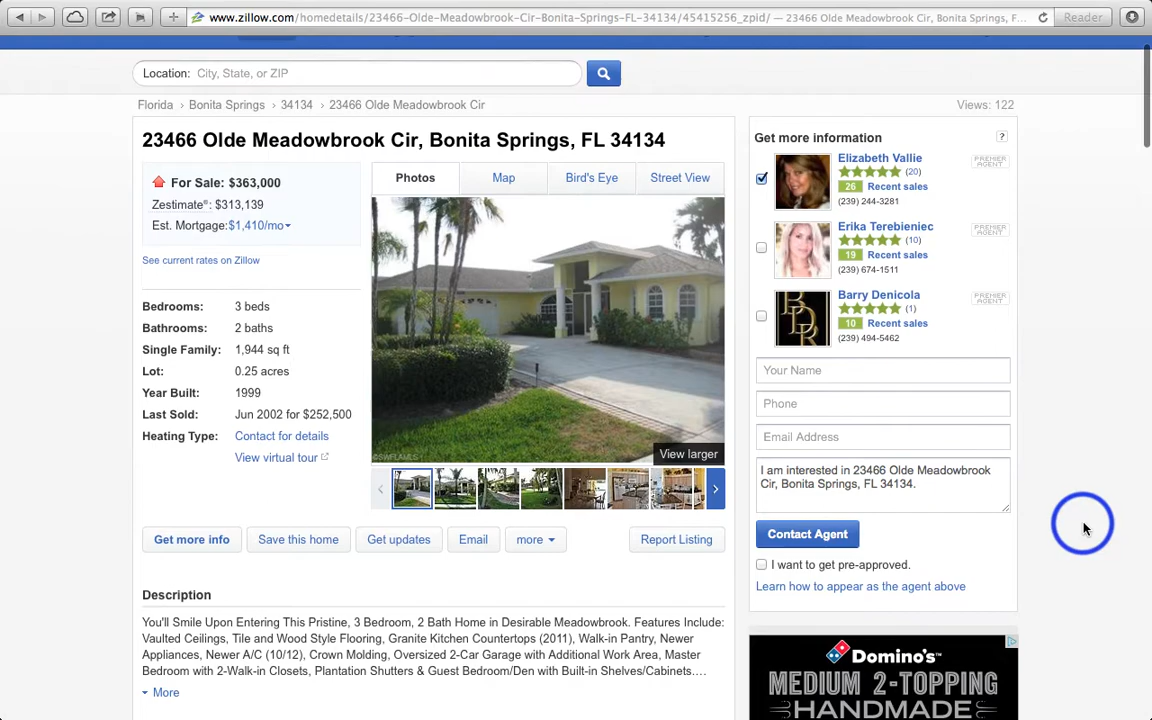 www.zillow.com/homedetails/23466-Olde-Meadowbrook-Cir-Bonita-Springs-FL-34134/45415256_zpid/ — 23466 Olde Meadowbrook Cir, Bonita Springs, F...
Reader
Location: City, State, or ZIP
Florida › Bonita Springs › 34134 › 23466 Olde Meadowbrook Cir
Views: 122
23466 Olde Meadowbrook Cir, Bonita Springs, FL 34134
For Sale: $363,000
Zestimate®: $313,139
Est. Mortgage: $1,410/mo
See current rates on Zillow
Bedrooms: 3 beds
Bathrooms: 2 baths
Single Family: 1,944 sq ft
Lot: 0.25 acres
Year Built: 1999
Last Sold: Jun 2002 for $252,500
Heating Type: Contact for details
View virtual tour
Photos Map Bird's Eye Street View
©SWFLAMLS
View larger
Get more info Save this home Get updates Email more Report Listing
Description
You'll Smile Upon Entering This Pristine, 3 Bedroom, 2 Bath Home in Desirable Meadowbrook. Features Include:
Vaulted Ceilings, Tile and Wood Style Flooring, Granite Kitchen Countertops (2011), Walk-in Pantry, Newer
Appliances, Newer A/C (10/12), Crown Molding, Oversized 2-Car Garage with Additional Work Area, Master
Bedroom with 2-Walk-in Closets, Plantation Shutters & Guest Bedroom/Den with Built-in Shelves/Cabinets....
More
Get more information ?
Elizabeth Vallie PREMIER AGENT
(20)
26 Recent sales
(239) 244-3281
Erika Terebieniec PREMIER AGENT
(10)
19 Recent sales
(239) 674-1511
BDR
Barry Denicola PREMIER AGENT
(1)
10 Recent sales
(239) 494-5462
Your Name
Phone
Email Address
I am interested in 23466 Olde Meadowbrook
Cir, Bonita Springs, FL 34134.
Contact Agent
I want to get pre-approved.
Learn how to appear as the agent above
Domino's
MEDIUM 2-TOPPING
HANDMADE